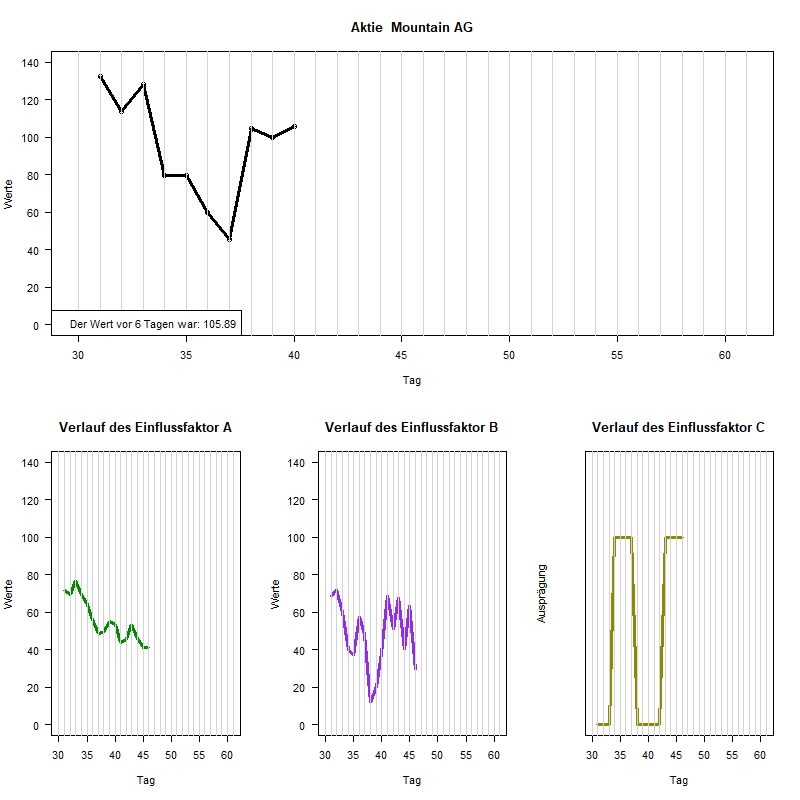 Aktie  Mountain AG
140
120
100
80
60
40
20
0
Werte
Der Wert vor 6 Tagen war: 105.89
30 35 40 45 50 55 60
Tag
Verlauf des Einflussfaktor A
140
120
100
80
60
40
20
0
Werte
30 35 40 45 50 55 60
Tag
Verlauf des Einflussfaktor B
140
120
100
80
60
40
20
0
Werte
30 35 40 45 50 55 60
Tag
Verlauf des Einflussfaktor C
Ausprägung
30 35 40 45 50 55 60
Tag